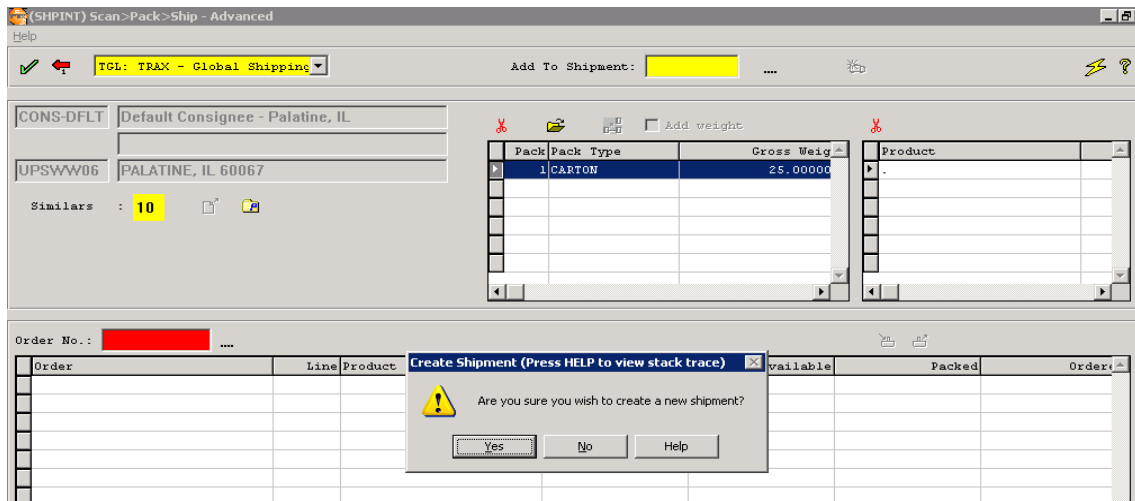 (SHPINT) Scan>Pack>Ship - Advanced
Help
TGL: TRAX - Global Shipping
Add To Shipment:
....
?
CONS-DFLT Default Consignee - Palatine, IL
Add weight
UPSWW06 PALATINE, IL 60067
Pack Pack Type Gross Weig
Product
1 CARTON 25.00000
.
Similars : 10
Order No.: ....
Order Line Product vailable Packed Ordere
Create Shipment (Press HELP to view stack trace)
Are you sure you wish to create a new shipment?
Yes No Help